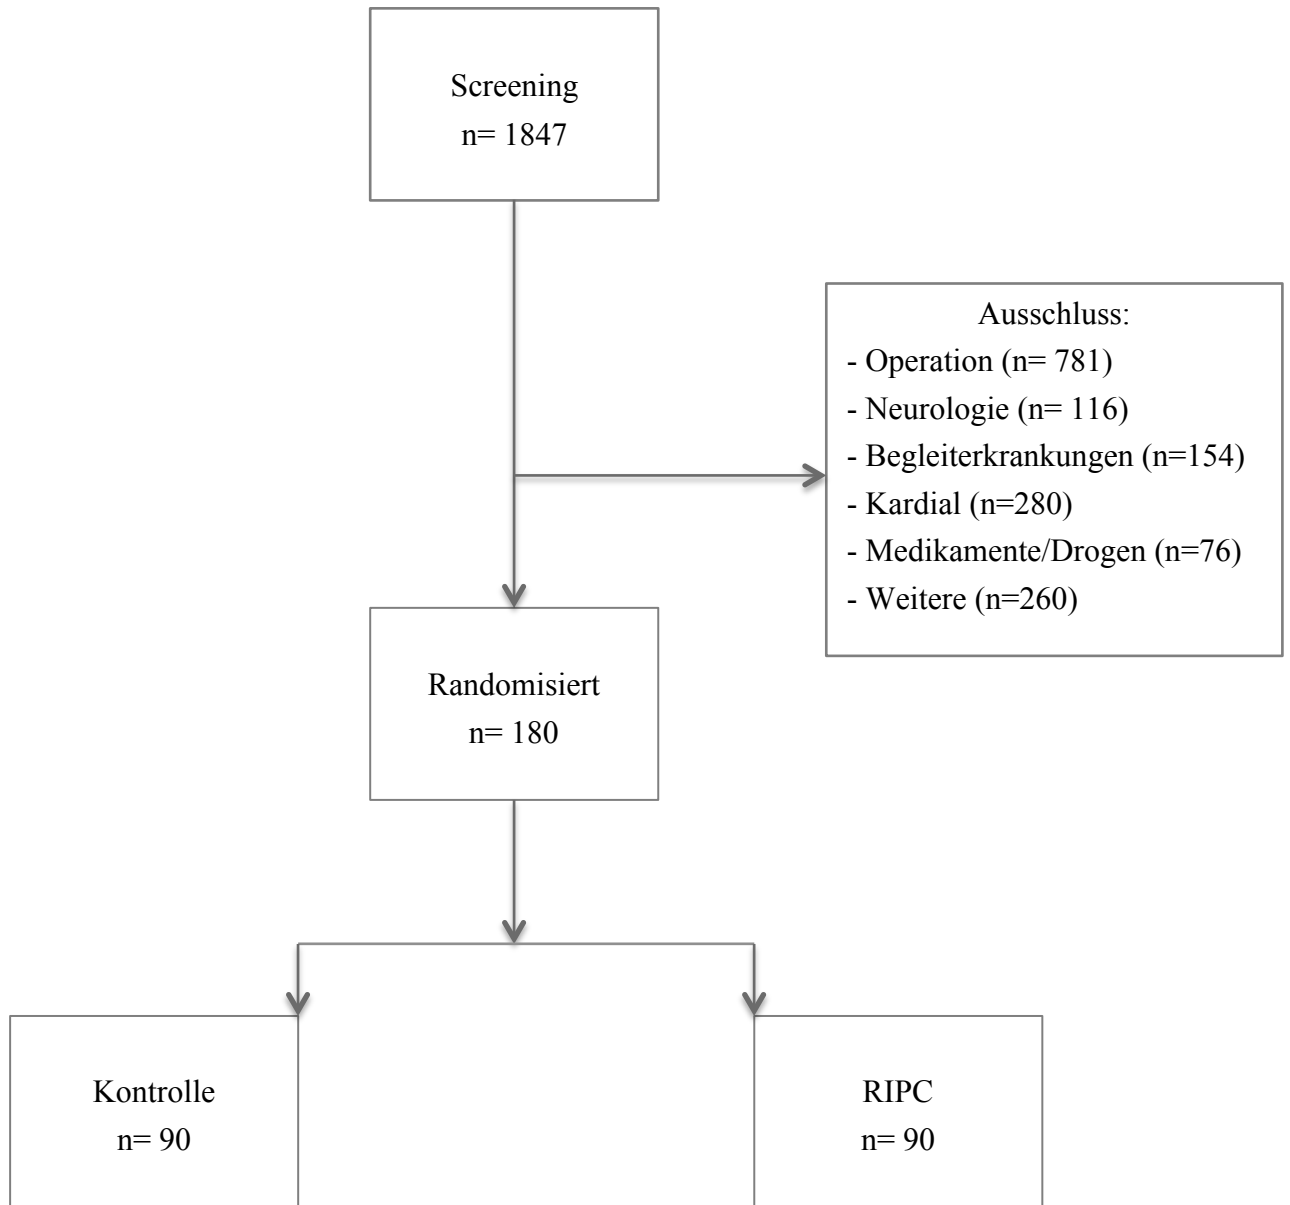 Screening
n= 1847
Ausschluss:
- Operation (n= 781)
- Neurologie (n= 116)
- Begleiterkrankungen (n=154)
- Kardial (n=280)
- Medikamente/Drogen (n=76)
- Weitere (n=260)
Randomisiert
n= 180
Kontrolle
n= 90
RIPC
n= 90